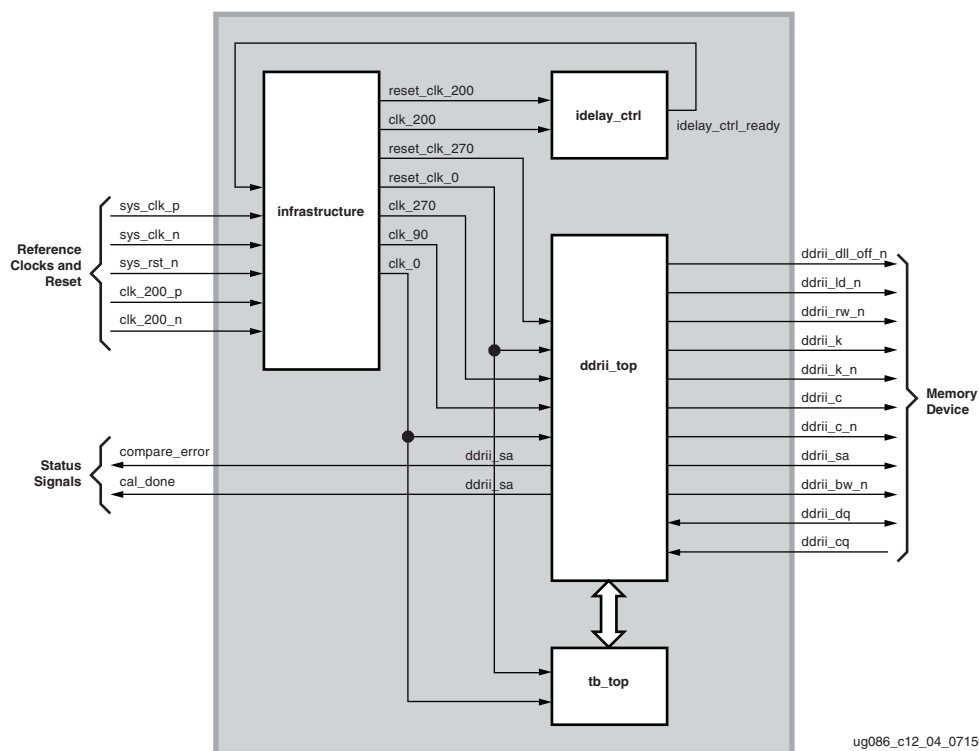 reset_clk_200
clk_200
reset_clk_270
reset_clk_0
clk_270
clk_90
clk_0
infrastructure
idelay_ctrl
idelay_ctrl_ready
Reference
Clocks and
Reset
sys_clk_p
sys_clk_n
sys_rst_n
clk_200_p
clk_200_n
ddrii_top
ddrii_dll_off_n
ddrii_ld_n
ddrii_rw_n
ddrii_k
ddrii_k_n
ddrii_c
ddrii_c_n
ddrii_sa
ddrii_bw_n
ddrii_dq
ddrii_cq
Memory
Device
Status
Signals
compare_error
ddrii_sa
cal_done
ddrii_sa
tb_top
ug086_c12_04_0715